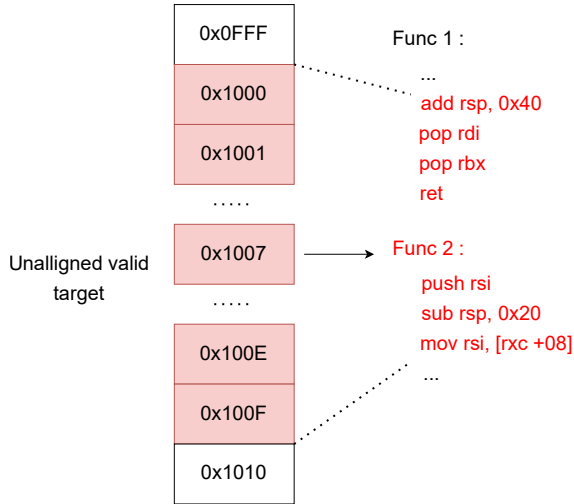 0x0FFF
0x1000
0x1001
.....
0x1007
.....
0x100E
0x100F
0x1010
Unaligned valid
target
Func 1 :
...
add rsp, 0x40
pop rdi
pop rbx
ret
Func 2 :
push rsi
sub rsp, 0x20
mov rsi, [rxc +08]
...